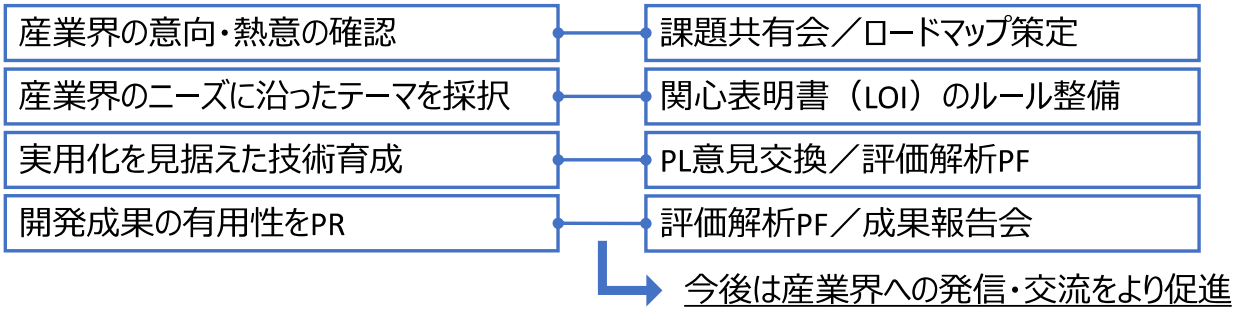 産業界の意向・熱意の確認
課題共有会／ロードマップ策定
産業界のニーズに沿ったテーマを採択
関心表明書（LOI）のルール整備
実用化を見据えた技術育成
PL意見交換／評価解析PF
開発成果の有用性をPR
評価解析PF／成果報告会
今後は産業界への発信・交流をより促進